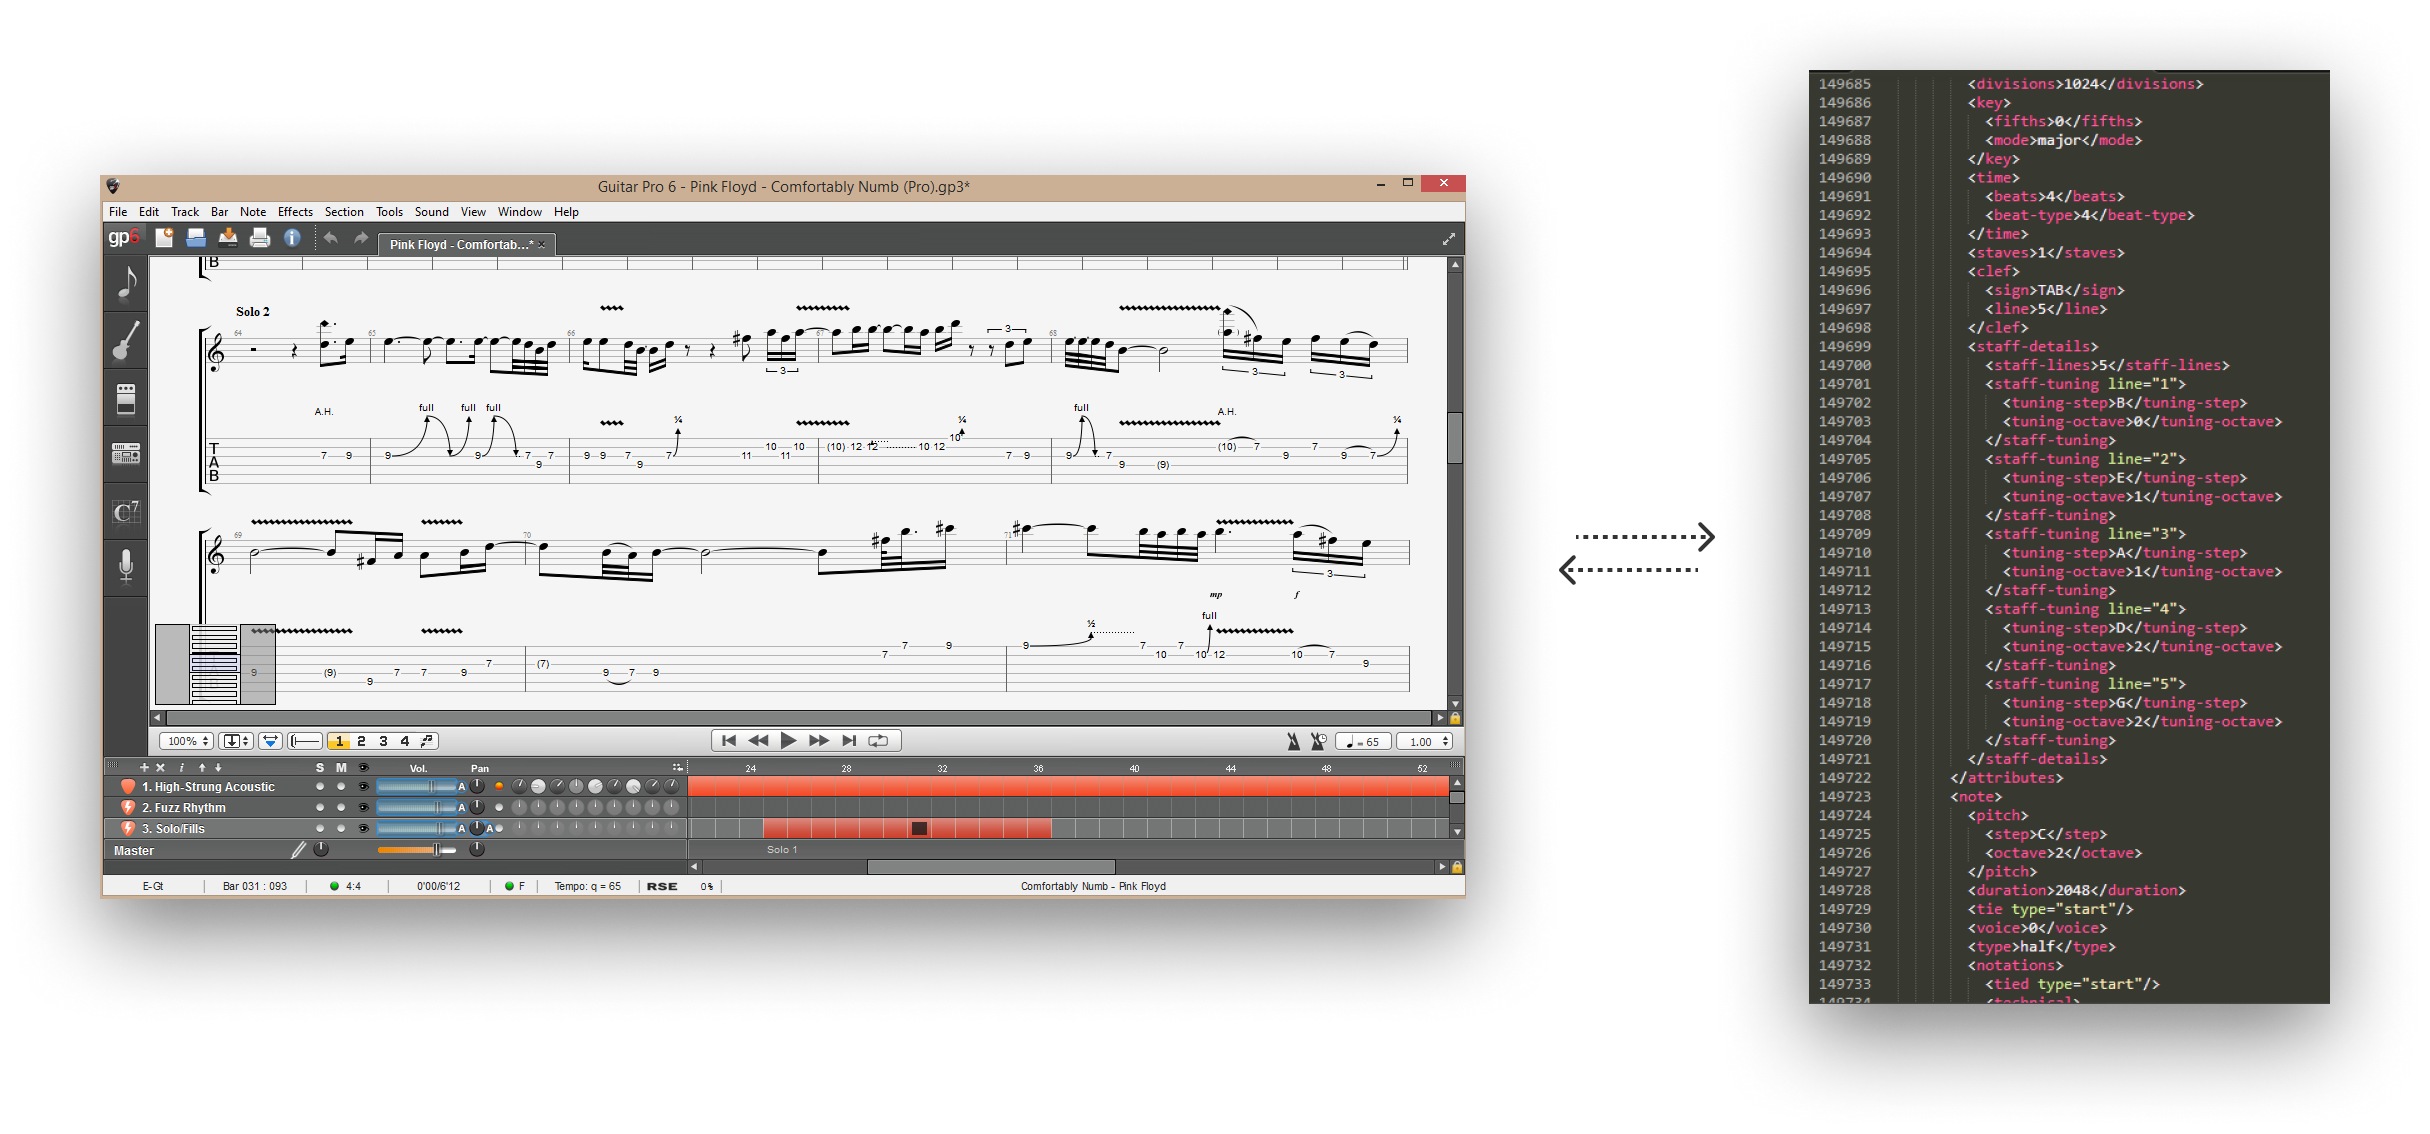 Guitar Pro 6 - Pink Floyd - Comfortably Numb (Pro).gp3*
File Edit Track Bar Note Effects Section Tools Sound View Window Help
gp6 Pink Floyd - Comfortab...* ×
B
Solo 2
64 65 66 67 68
3
3 3 3
A.H. full full full ¼ ¼ full A.H. ¼
T
A
B
7 9 9 9 7 9 7 9 9 7 9 7 11 10 11 10 (10) 12 12 10 12 10 7 9 9 7 9 (9) (10) 7 9 7 9 7
69 70 71
3
mp f
½ full
9 (9) 9 7 7 9 7 (7) 9 7 9 7 7 9 9 7 10 7 10 12 10 7 9
100% 1 2 3 4 = 65 1.00
+ × i S M Vol. Pan 24 28 32 36 40 44 48 52
1. High-Strung Acoustic A
2. Fuzz Rhythm A
3. Solo/Fills A A
Master Solo 1
E-Gt Bar 031 : 093 4:4 0'00/6'12 F Tempo: q = 65 RSE 0% Comfortably Numb - Pink Floyd
C7
149685 <divisions>1024</divisions>
149686 <key>
149687 <fifths>0</fifths>
149688 <mode>major</mode>
149689 </key>
149690 <time>
149691 <beats>4</beats>
149692 <beat-type>4</beat-type>
149693 </time>
149694 <staves>1</staves>
149695 <clef>
149696 <sign>TAB</sign>
149697 <line>5</line>
149698 </clef>
149699 <staff-details>
149700 <staff-lines>5</staff-lines>
149701 <staff-tuning line="1">
149702 <tuning-step>B</tuning-step>
149703 <tuning-octave>0</tuning-octave>
149704 </staff-tuning>
149705 <staff-tuning line="2">
149706 <tuning-step>E</tuning-step>
149707 <tuning-octave>1</tuning-octave>
149708 </staff-tuning>
149709 <staff-tuning line="3">
149710 <tuning-step>A</tuning-step>
149711 <tuning-octave>1</tuning-octave>
149712 </staff-tuning>
149713 <staff-tuning line="4">
149714 <tuning-step>D</tuning-step>
149715 <tuning-octave>2</tuning-octave>
149716 </staff-tuning>
149717 <staff-tuning line="5">
149718 <tuning-step>G</tuning-step>
149719 <tuning-octave>2</tuning-octave>
149720 </staff-tuning>
149721 </staff-details>
149722 </attributes>
149723 <note>
149724 <pitch>
149725 <step>C</step>
149726 <octave>2</octave>
149727 </pitch>
149728 <duration>2048</duration>
149729 <tie type="start"/>
149730 <voice>0</voice>
149731 <type>half</type>
149732 <notations>
149733 <tied type="start"/>
149734 <technical>